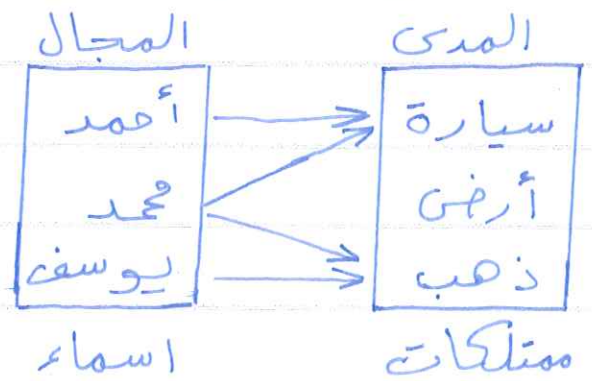 المجال
المدى
أحمد
سيارة
محمد
أرض
يوسف
ذهب
اسماء
ممتلكات